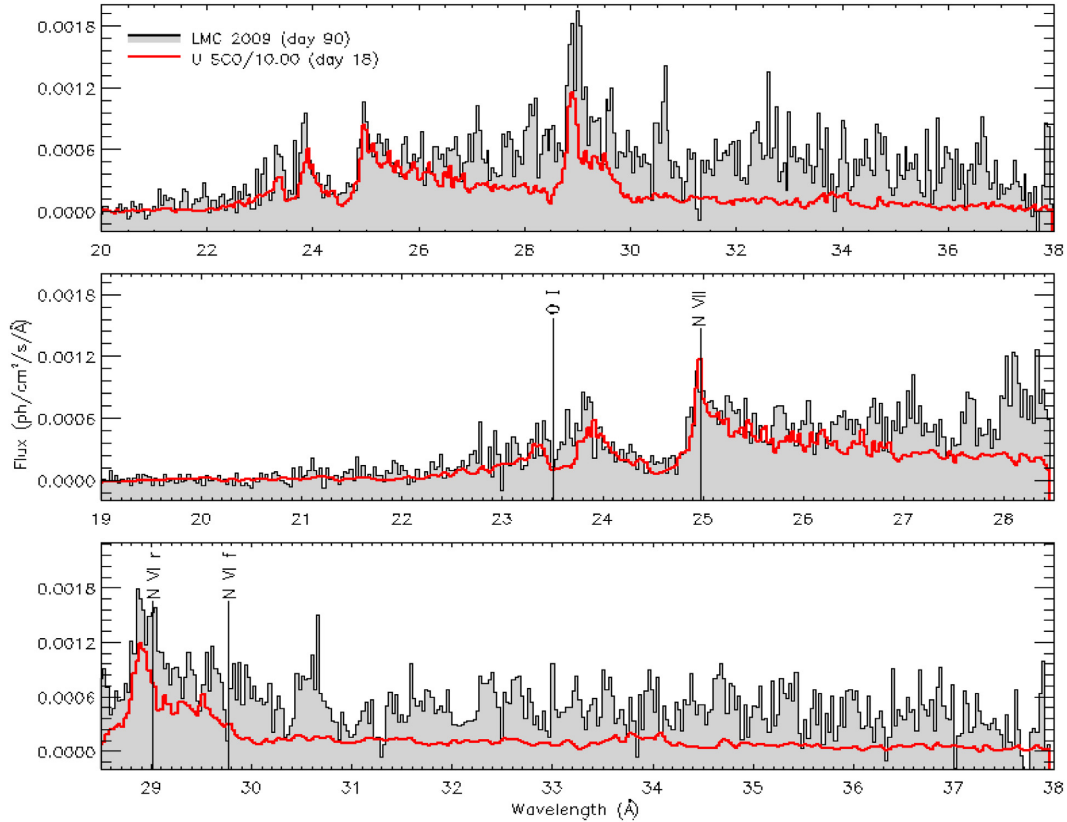 LMC 2009 (day 90)
U SCO/10.00 (day 18)
0.0018
0.0012
0.0006
0.0000
20 22 24 26 28 30 32 34 36 38
O I
N VII
0.0018
0.0012
0.0006
0.0000
Flux (ph/cm²/s/Å)
19 20 21 22 23 24 25 26 27 28
N VI r
N VI f
0.0018
0.0012
0.0006
0.0000
29 30 31 32 33 34 35 36 37 38
Wavelength (Å)